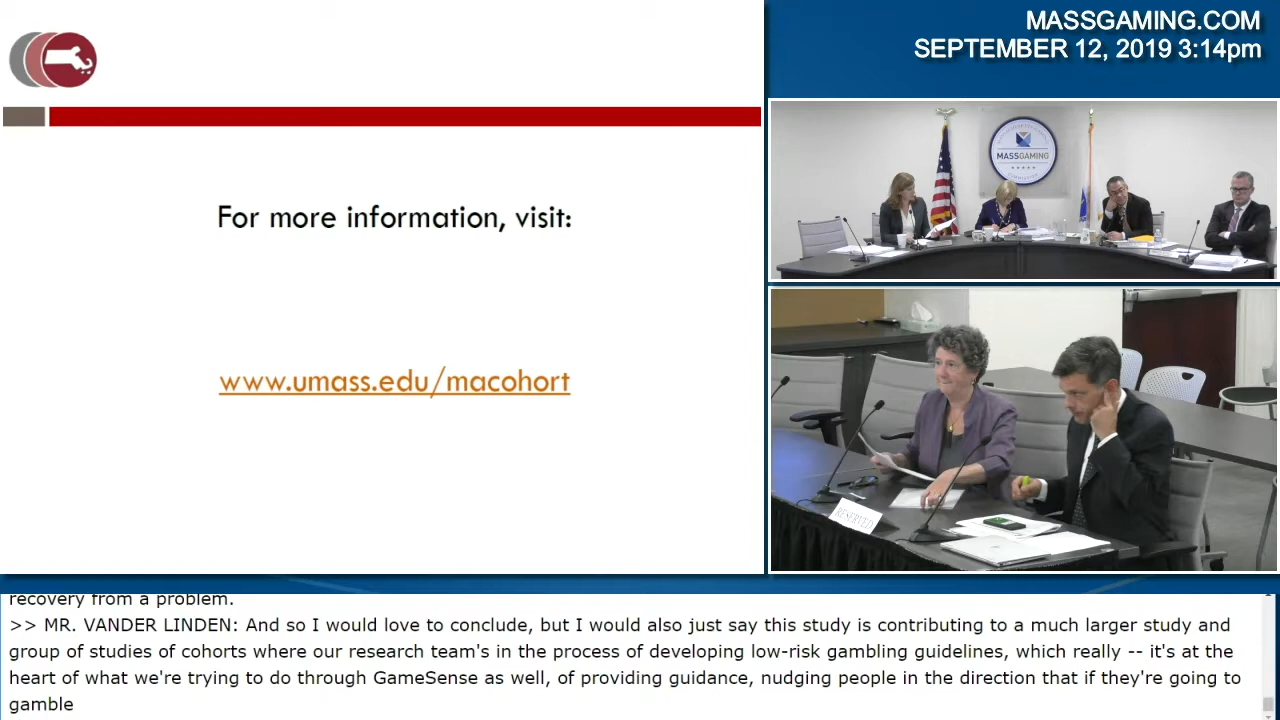 MASSGAMING.COM
SEPTEMBER 12, 2019 3:14pm
For more information, visit:
www.umass.edu/macohort
MASSGAMING
RESERVED
recovery from a problem.
>> MR. VANDER LINDEN: And so I would love to conclude, but I would also just say this study is contributing to a much larger study and
group of studies of cohorts where our research team's in the process of developing low-risk gambling guidelines, which really -- it's at the
heart of what we're trying to do through GameSense as well, of providing guidance, nudging people in the direction that if they're going to
gamble